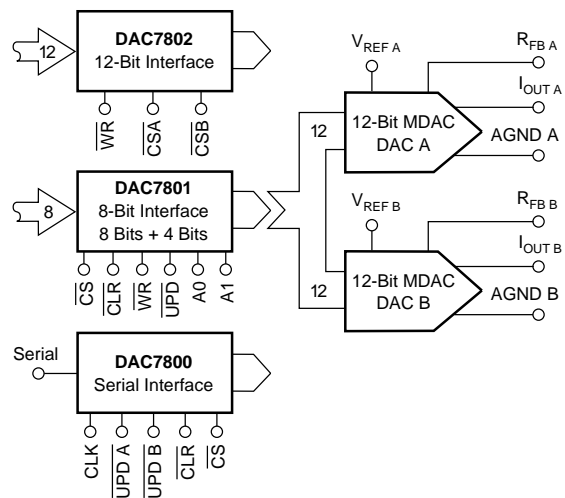 DAC7802
12-Bit Interface
12
WR
CSA
CSB
DAC7801
8-Bit Interface
8 Bits + 4 Bits
8
CS
CLR
WR
UPD
A0
A1
DAC7800
Serial Interface
Serial
CLK
UPD A
UPD B
CLR
CS
V REF A
R FB A
I OUT A
AGND A
12-Bit MDAC
DAC A
12
V REF B
R FB B
I OUT B
AGND B
12-Bit MDAC
DAC B
12